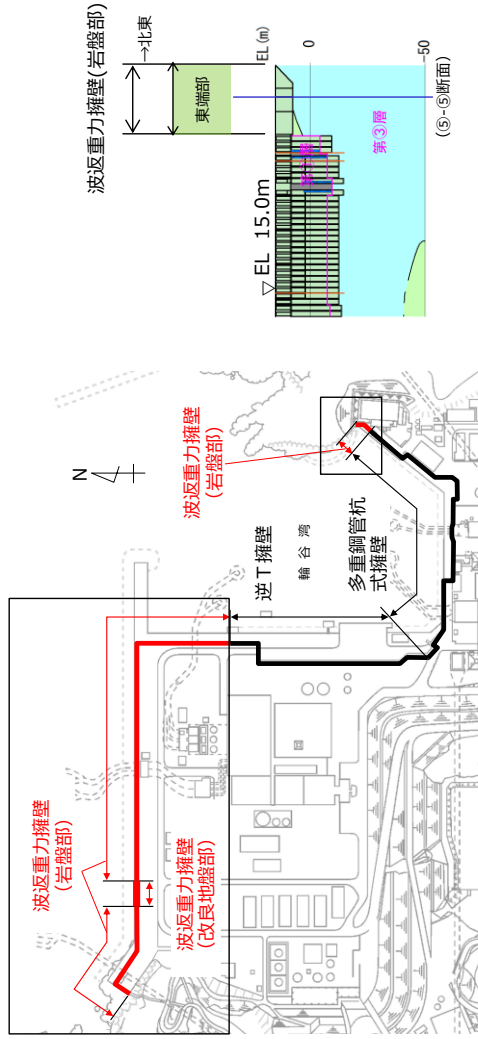 波返重力擁壁
(岩盤部)
波返重力擁壁
(改良地盤部)
N
逆T擁壁
輪谷湾
多重鋼管杭
式擁壁
波返重力擁壁
(岩盤部)
波返重力擁壁(岩盤部)
→北東
東端部
EL(m)
▽EL 15.0m
0
第③層
-50
(⑤-⑤断面)